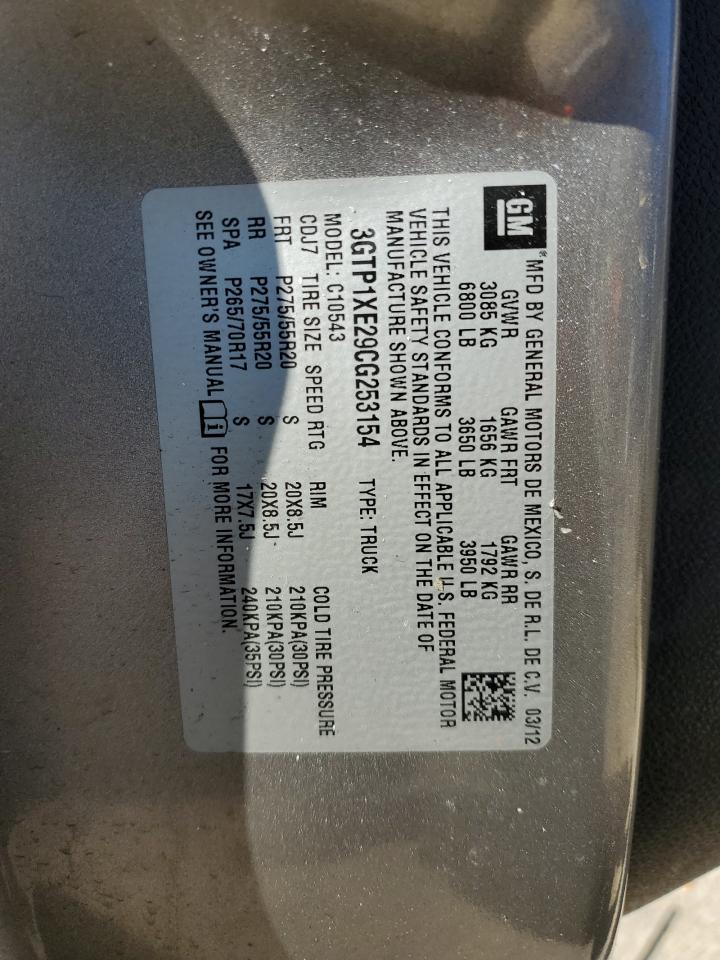 GM ® MFD BY GENERAL MOTORS DE MEXICO, S. DE R.L. DE C.V. 03/12
GVWR GAWR FRT GAWR RR
3085 KG 1656 KG 1792 KG
6800 LB 3650 LB 3950 LB
THIS VEHICLE CONFORMS TO ALL APPLICABLE U.S. FEDERAL MOTOR
VEHICLE SAFETY STANDARDS IN EFFECT ON THE DATE OF
MANUFACTURE SHOWN ABOVE.
3GTP1XE29CG253154 TYPE: TRUCK
MODEL: C10543
CDJ7 TIRE SIZE SPEED RTG RIM COLD TIRE PRESSURE
FRT P275/55R20 S 20X8.5J 210KPA(30PSI)
RR P275/55R20 S 20X8.5J 210KPA(30PSI)
SPA P265/70R17 S 17X7.5J 240KPA(35PSI)
SEE OWNER'S MANUAL i FOR MORE INFORMATION.